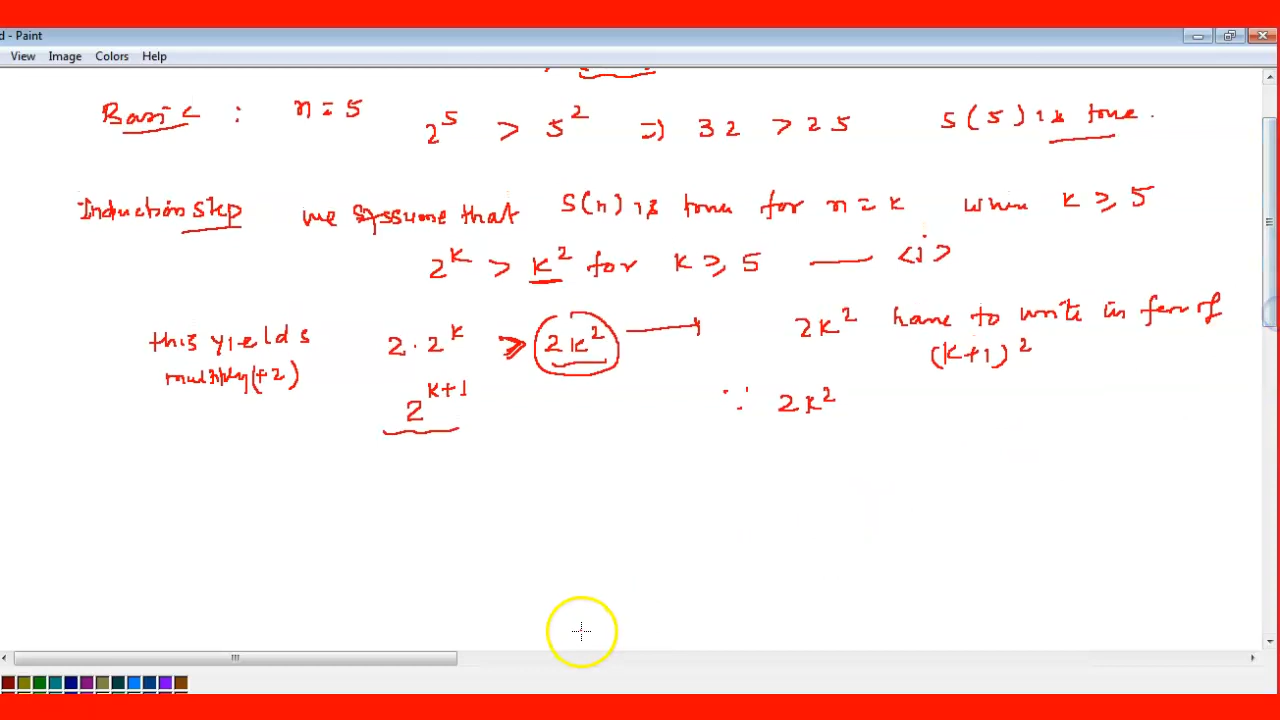 d - Paint
View Image Colors Help
Basic : n = 5 2^5 > 5^2 => 32 > 25 S(5) is true.
Induction step we assume that S(n) is true for n = k when k ≥ 5
2^k > k^2 for k ≥ 5 —— <i>
this yields 2 · 2^k > 2k^2 → 2k^2 have to write in form of
multiply(+2) (k+1)^2
2^{k+1} ∵ 2k^2